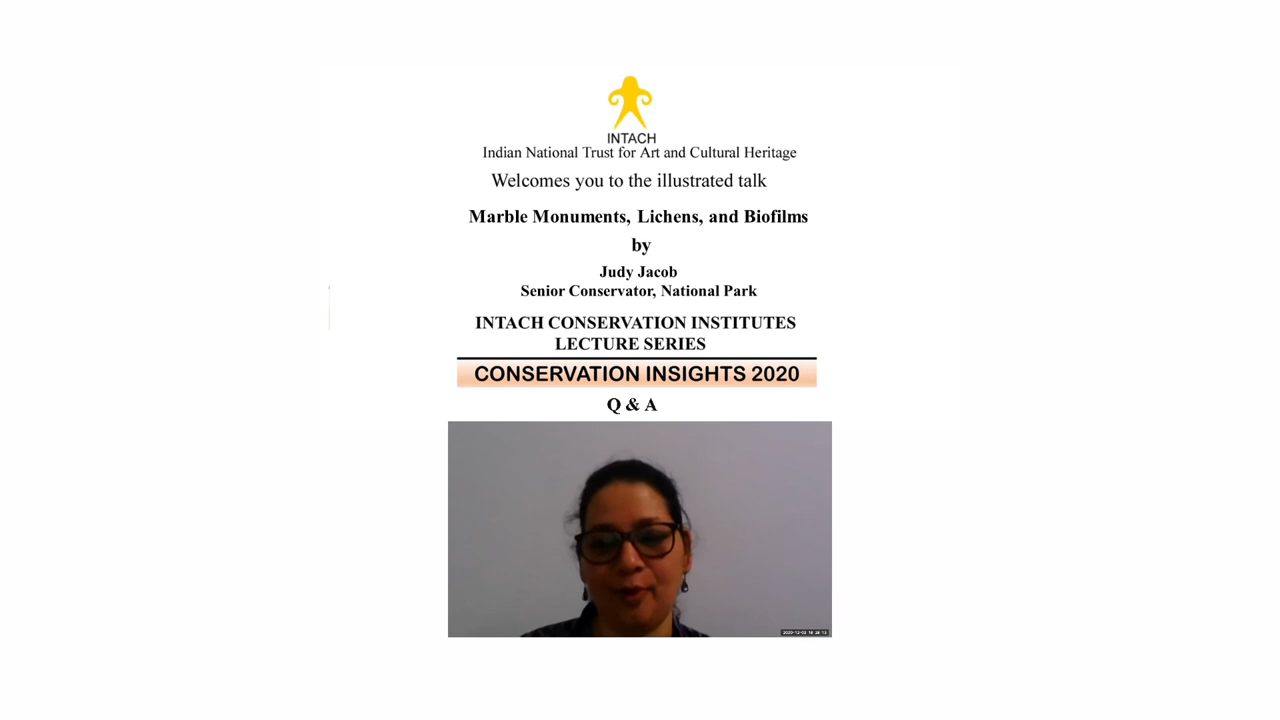 INTACH
Indian National Trust for Art and Cultural Heritage
Welcomes you to the illustrated talk
Marble Monuments, Lichens, and Biofilms
by
Judy Jacob
Senior Conservator, National Park
INTACH CONSERVATION INSTITUTES
LECTURE SERIES
CONSERVATION INSIGHTS 2020
Q & A